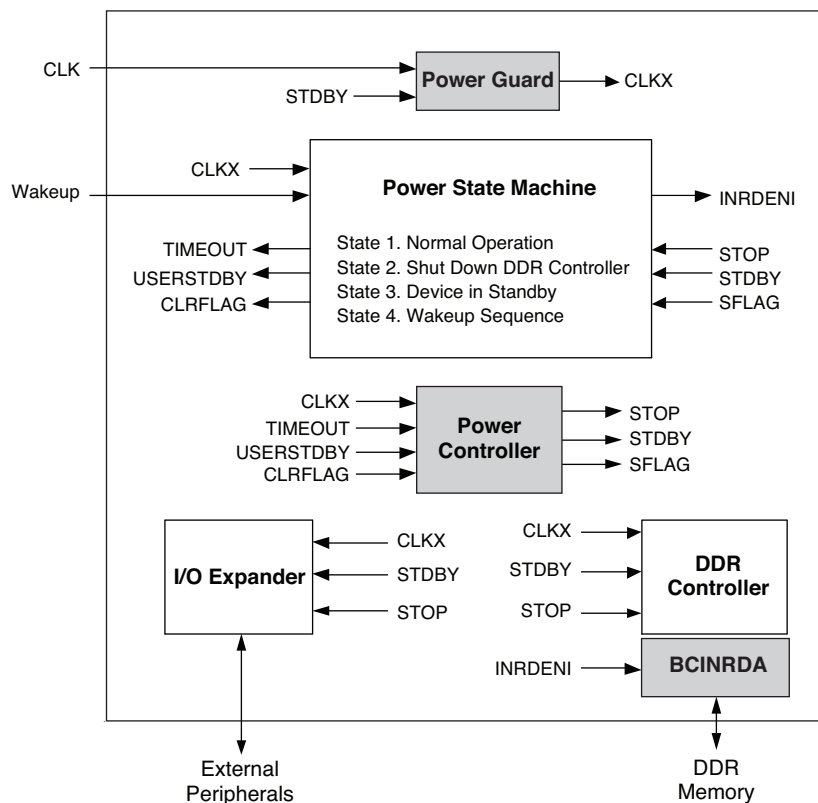 CLK
Power Guard
CLKX
STDBY
CLKX
Wakeup
Power State Machine
INRDENI
State 1. Normal Operation
State 2. Shut Down DDR Controller
State 3. Device in Standby
State 4. Wakeup Sequence
TIMEOUT
USERSTDBY
CLRFLAG
STOP
STDBY
SFLAG
CLKX
TIMEOUT
USERSTDBY
CLRFLAG
Power
Controller
STOP
STDBY
SFLAG
I/O Expander
CLKX
STDBY
STOP
CLKX
STDBY
STOP
DDR
Controller
INRDENI
BCINRDA
External
Peripherals
DDR
Memory